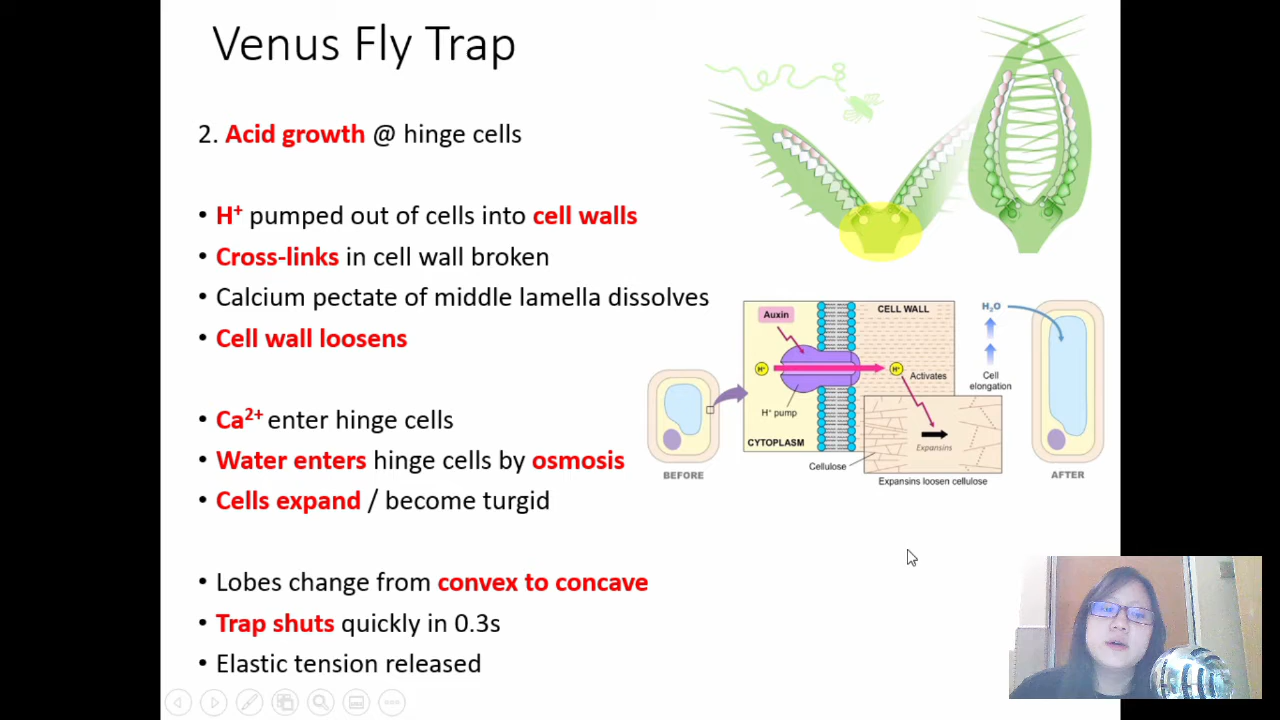 Venus Fly Trap
2. Acid growth @ hinge cells
• H⁺ pumped out of cells into cell walls
• Cross-links in cell wall broken
• Calcium pectate of middle lamella dissolves
• Cell wall loosens
• Ca²⁺ enter hinge cells
• Water enters hinge cells by osmosis
• Cells expand / become turgid
• Lobes change from convex to concave
• Trap shuts quickly in 0.3s
• Elastic tension released
BEFORE
Auxin
CELL WALL
H⁺
H⁺
Activates
H⁺ pump
CYTOPLASM
Expansins
Cellulose
Expansins loosen cellulose
H₂O
Cell
elongation
AFTER